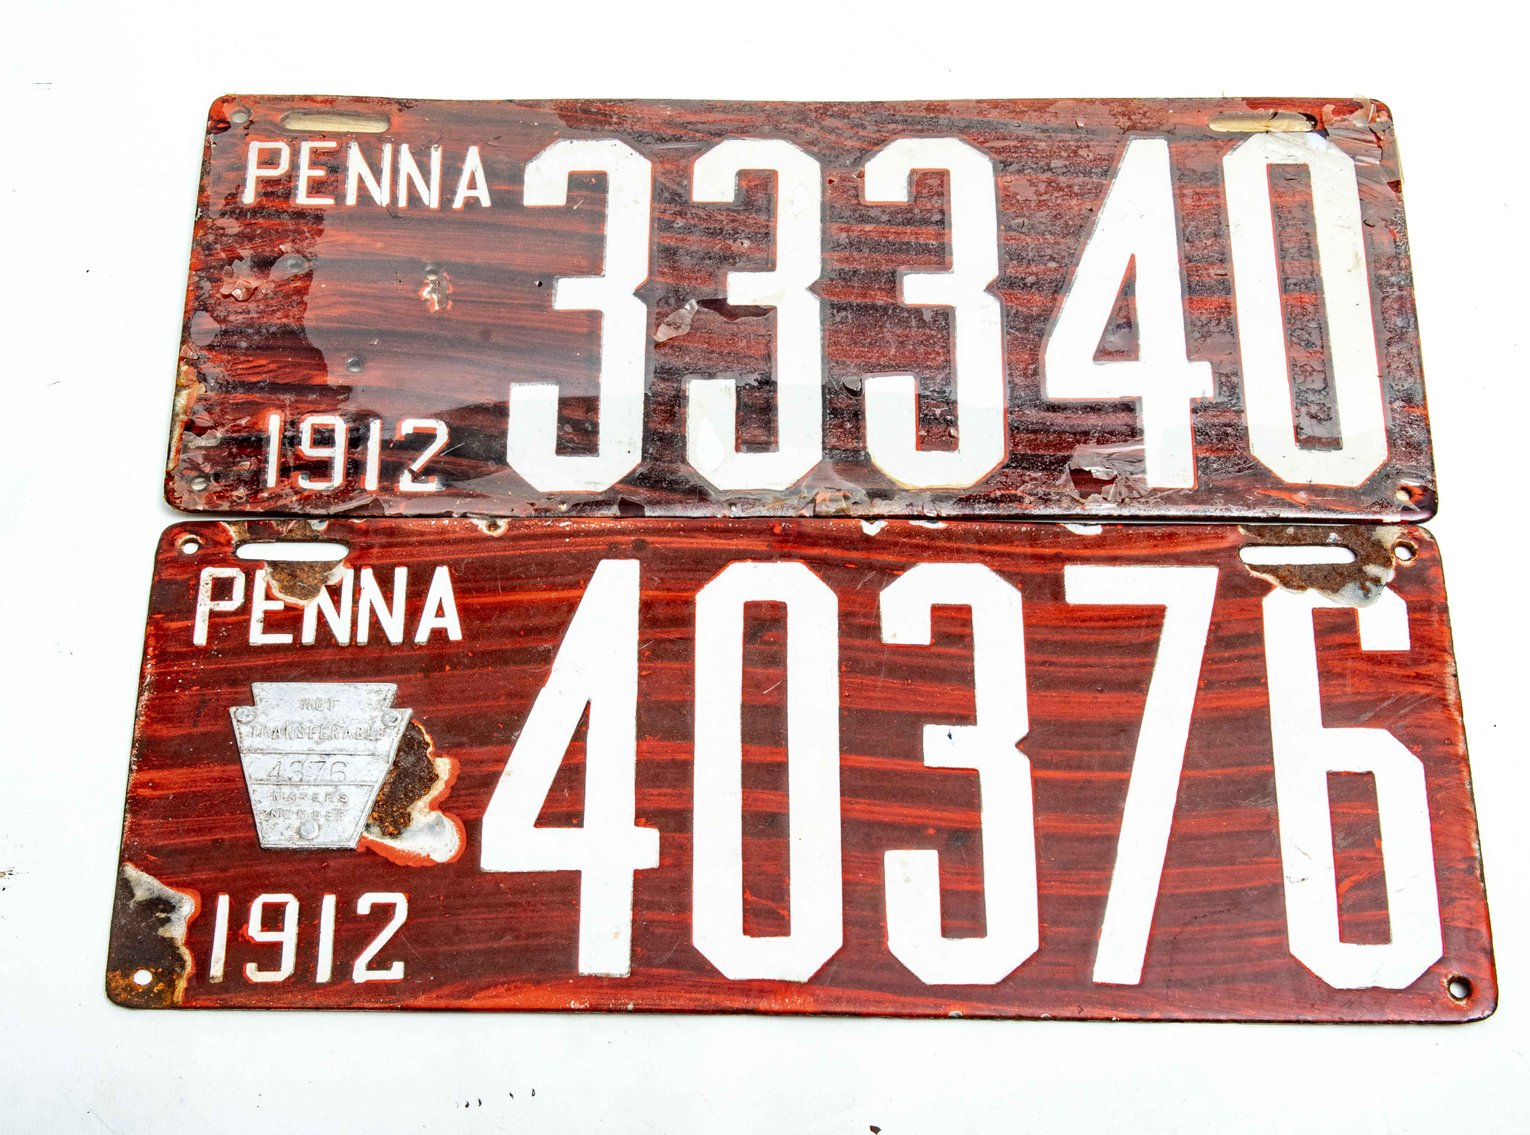 PENNA
33340
1912
PENNA
40376
NOT
TRANSFERABLE
4376
MAKERS
NUMBER
1912